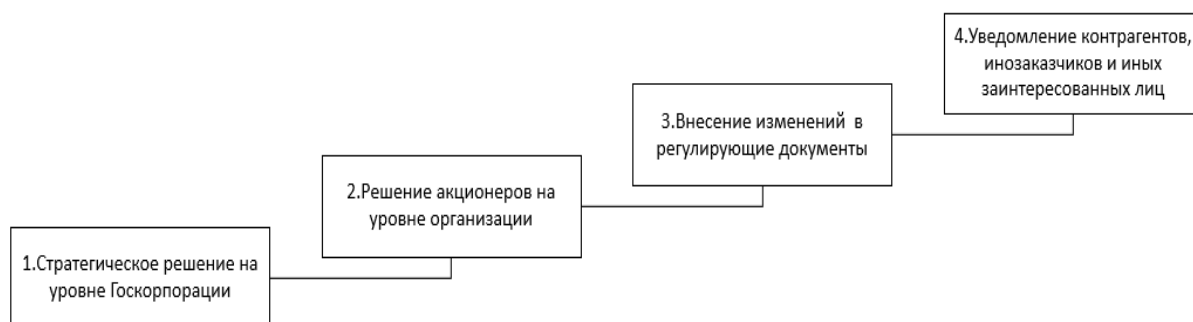 1.Стратегическое решение на
уровне Госкорпорации
2.Решение акционеров на
уровне организации
3.Внесение изменений в
регулирующие документы
4.Уведомление контрагентов,
инозаказчиков и иных
заинтересованных лиц